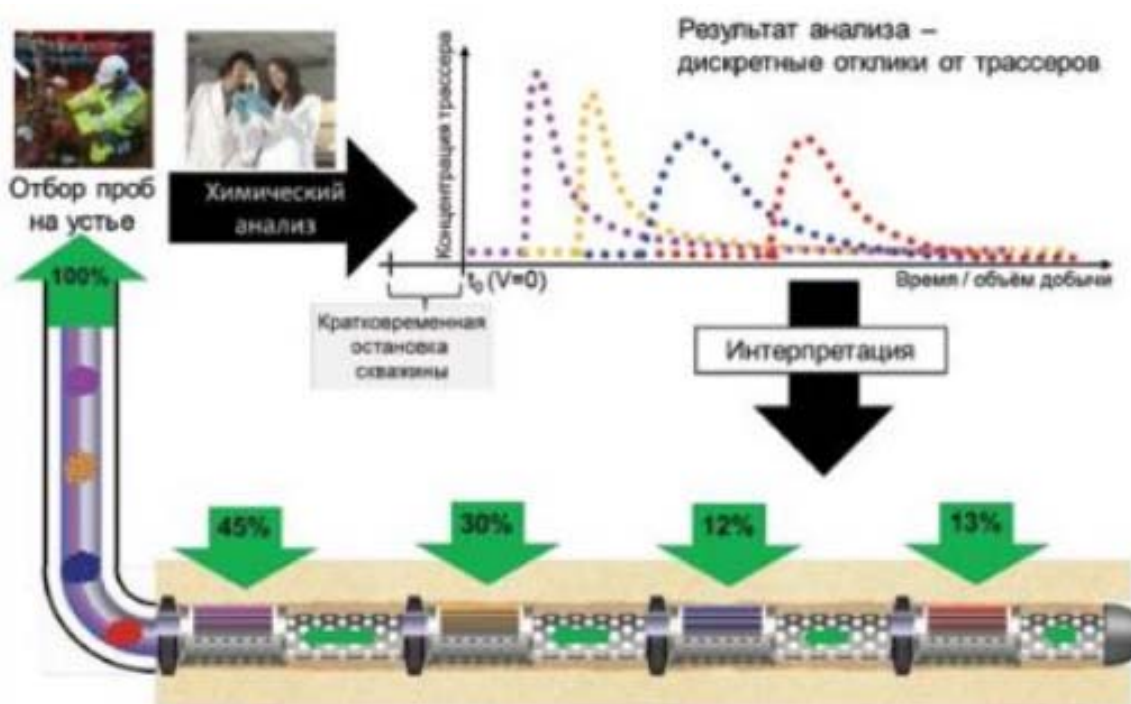 Результат анализа –
дискретные отклики от трассеров
Концентрация трассера
Отбор проб
на устье
Химический
анализ
t₀ (V=0)
Время / объём добычи
100%
Кратковременная
остановка
скважины
Интерпретация
45%
30%
12%
13%